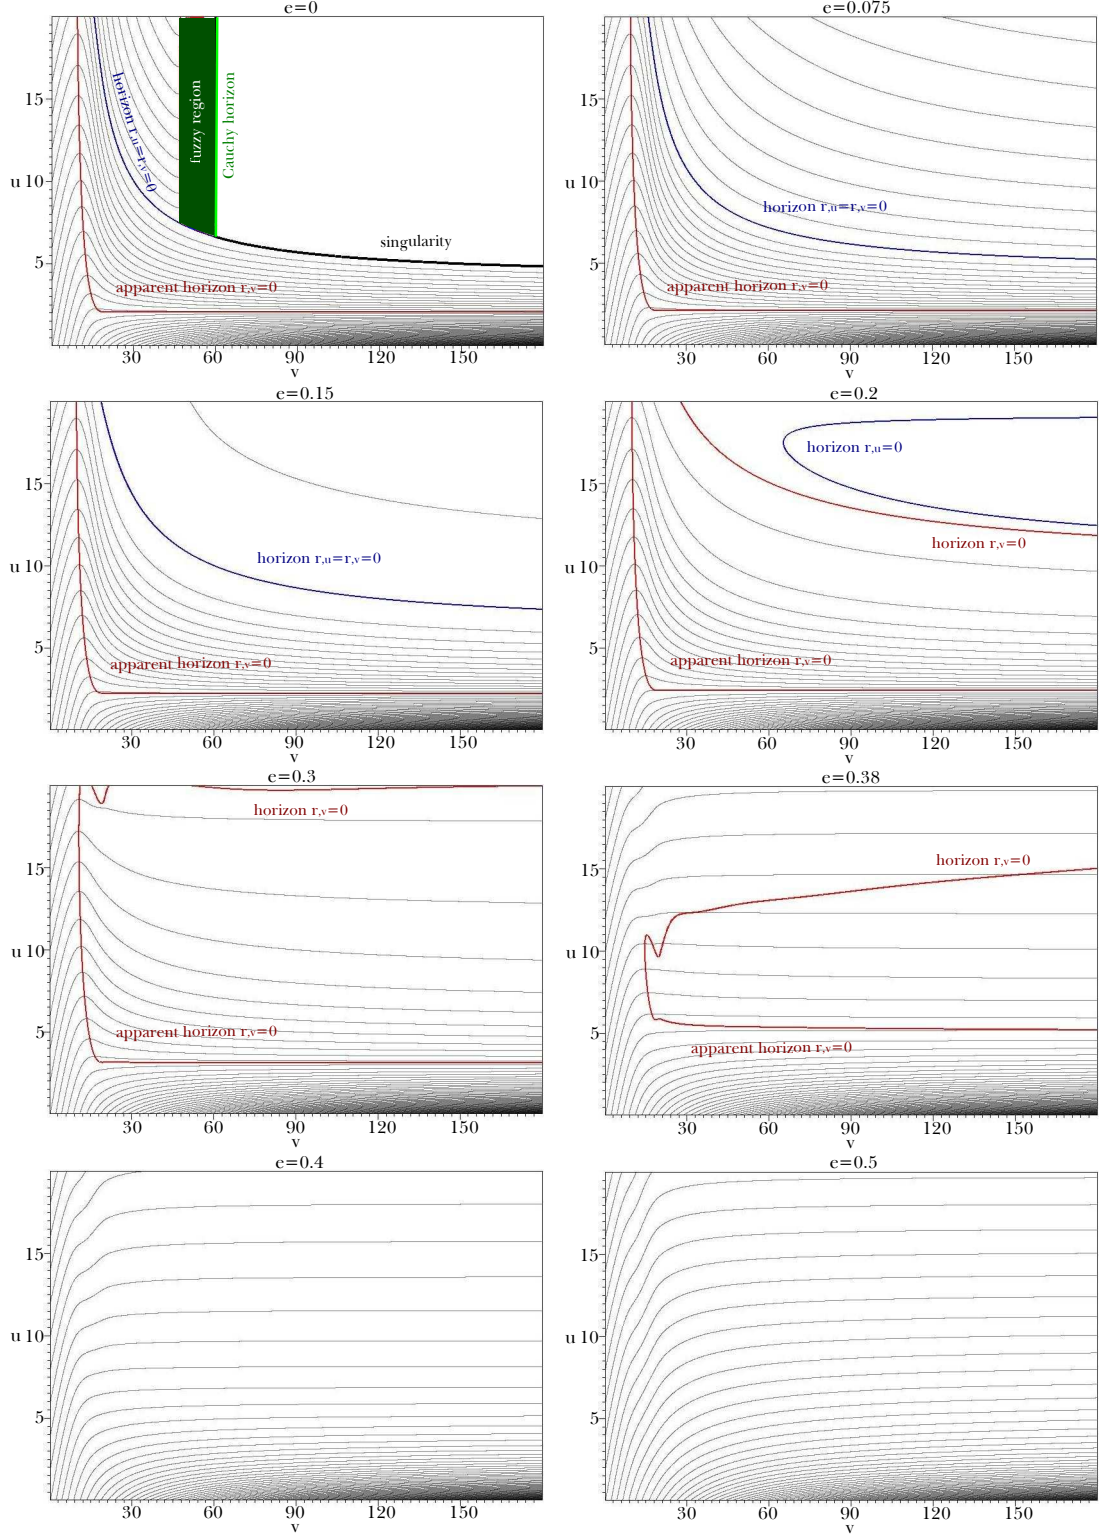 e=0
15
u 10
5
horizon r,u=r,v=0
fuzzy region
Cauchy horizon
singularity
apparent horizon r,v=0
30 60 90 120 150
v
e=0.075
15
u 10
5
horizon r,u=r,v=0
apparent horizon r,v=0
30 60 90 120 150
v
e=0.15
15
u 10
5
horizon r,u=r,v=0
apparent horizon r,v=0
30 60 90 120 150
v
e=0.2
15
u 10
5
horizon r,u=0
horizon r,v=0
apparent horizon r,v=0
30 60 90 120 150
v
e=0.3
15
u 10
5
horizon r,v=0
apparent horizon r,v=0
30 60 90 120 150
v
e=0.38
15
u 10
5
horizon r,v=0
apparent horizon r,v=0
30 60 90 120 150
v
e=0.4
15
u 10
5
30 60 90 120 150
v
e=0.5
15
u 10
5
30 60 90 120 150
v